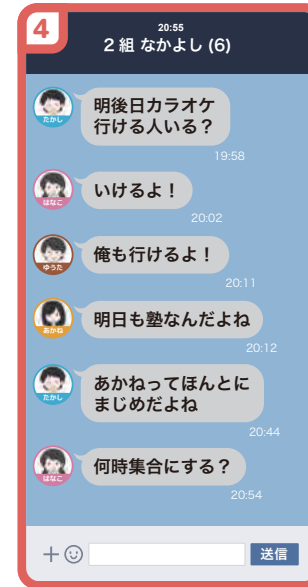 4
20:55
2組 なかよし (6)
たかし
明後日カラオケ
行ける人いる？
19:58
はなこ
いけるよ！
20:02
ゆうた
俺も行けるよ！
20:11
あかね
明日も塾なんだよね
20:12
たかし
あかねってほんとに
まじめだよね
20:44
はなこ
何時集合にする？
20:54
送信